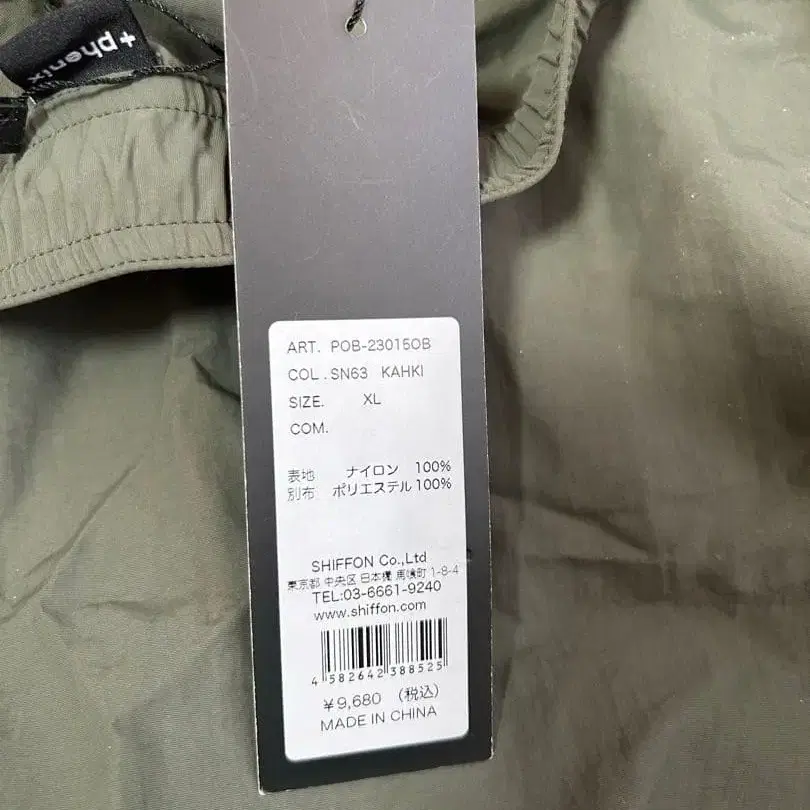 +phenix
ART. POB-23015OB
COL. SN63 KAHKI
SIZE. XL
COM.
表地 ナイロン 100%
別布 ポリエステル 100%
SHIFFON Co.,Ltd
東京都 中央区 日本橋 馬喰町 1-8-4
TEL:03-6661-9240
www.shiffon.com
4 582642 388525
¥9,680 (税込)
MADE IN CHINA